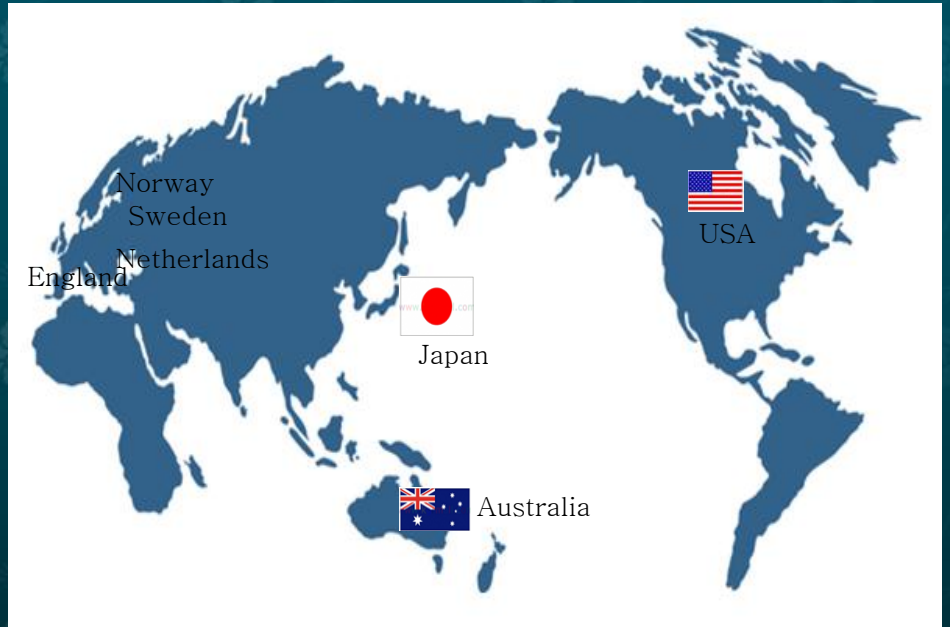 Norway
Sweden
Netherlands
England
USA
Japan
Australia